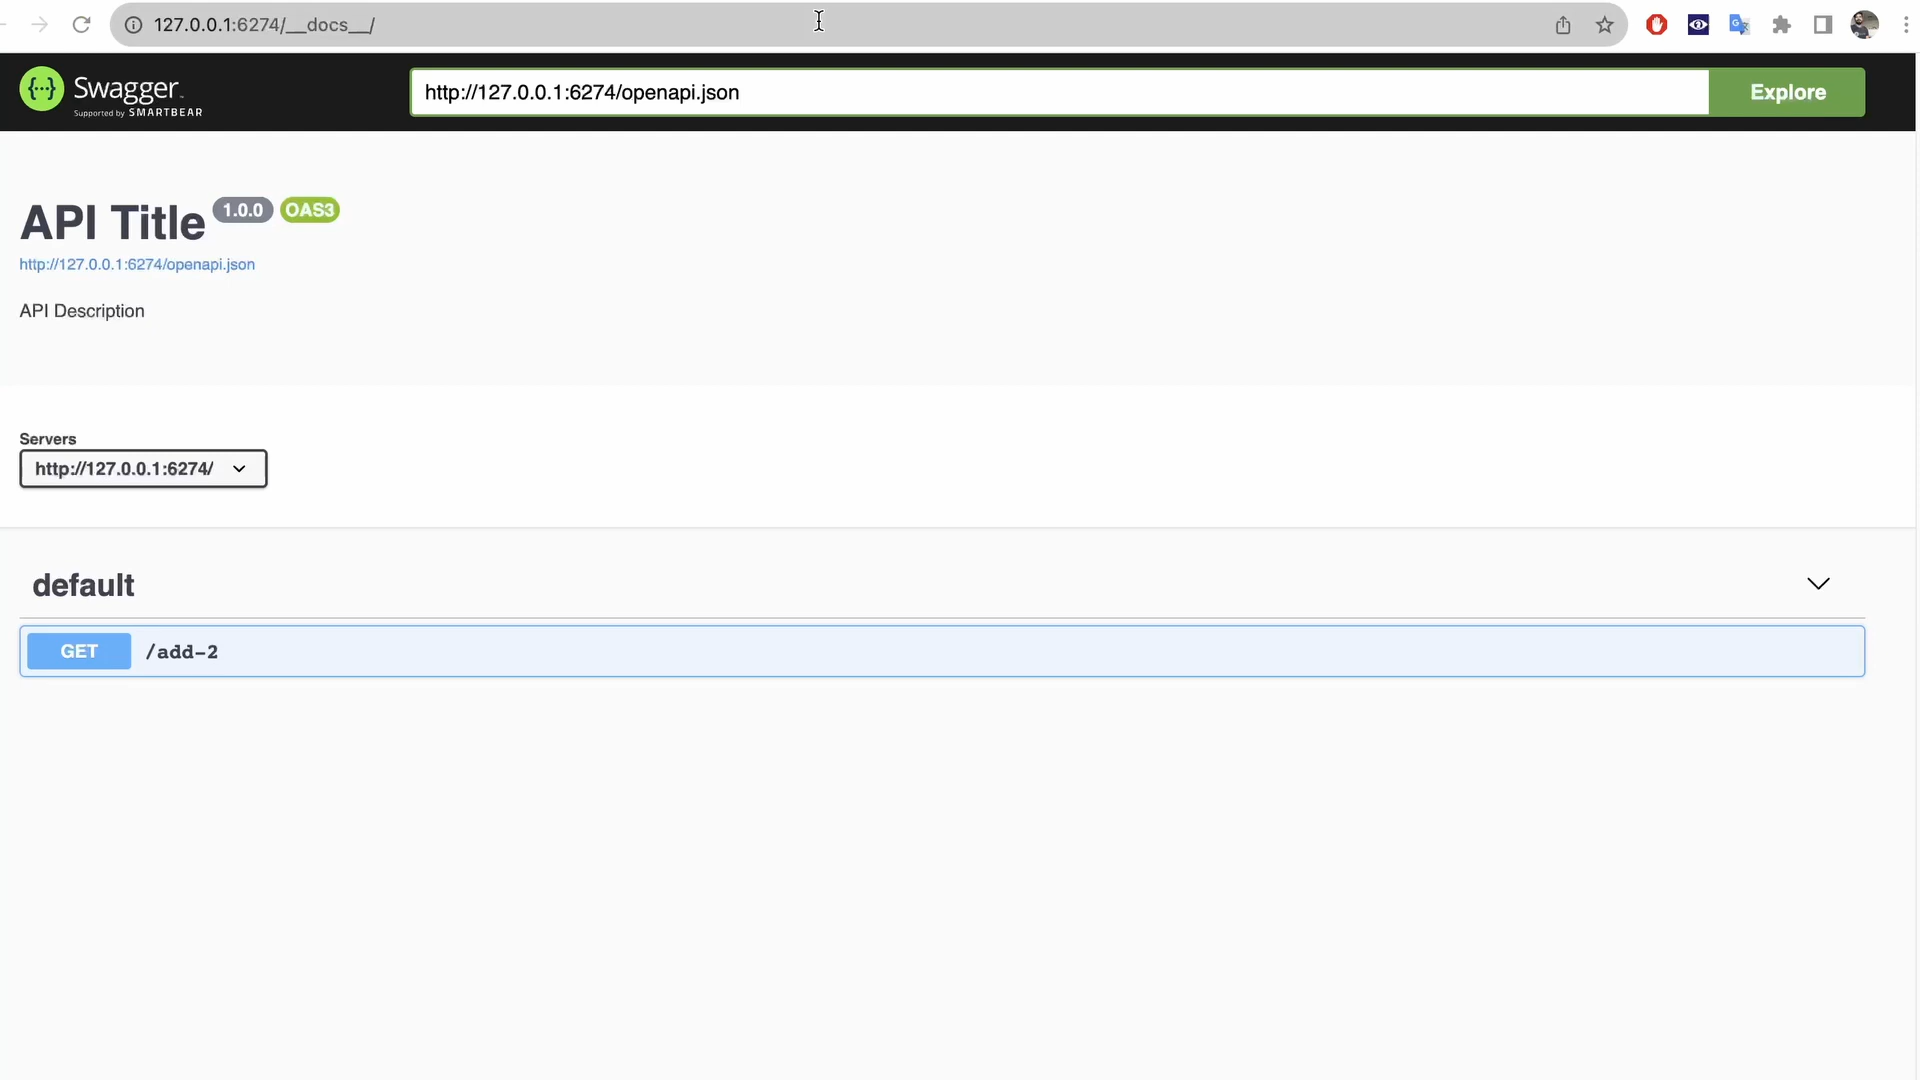 127.0.0.1:6274/__docs__/
Swagger
Supported by SMARTBEAR
http://127.0.0.1:6274/openapi.json
Explore
API Title 1.0.0 OAS3
http://127.0.0.1:6274/openapi.json
API Description
Servers
http://127.0.0.1:6274/
default
GET /add-2